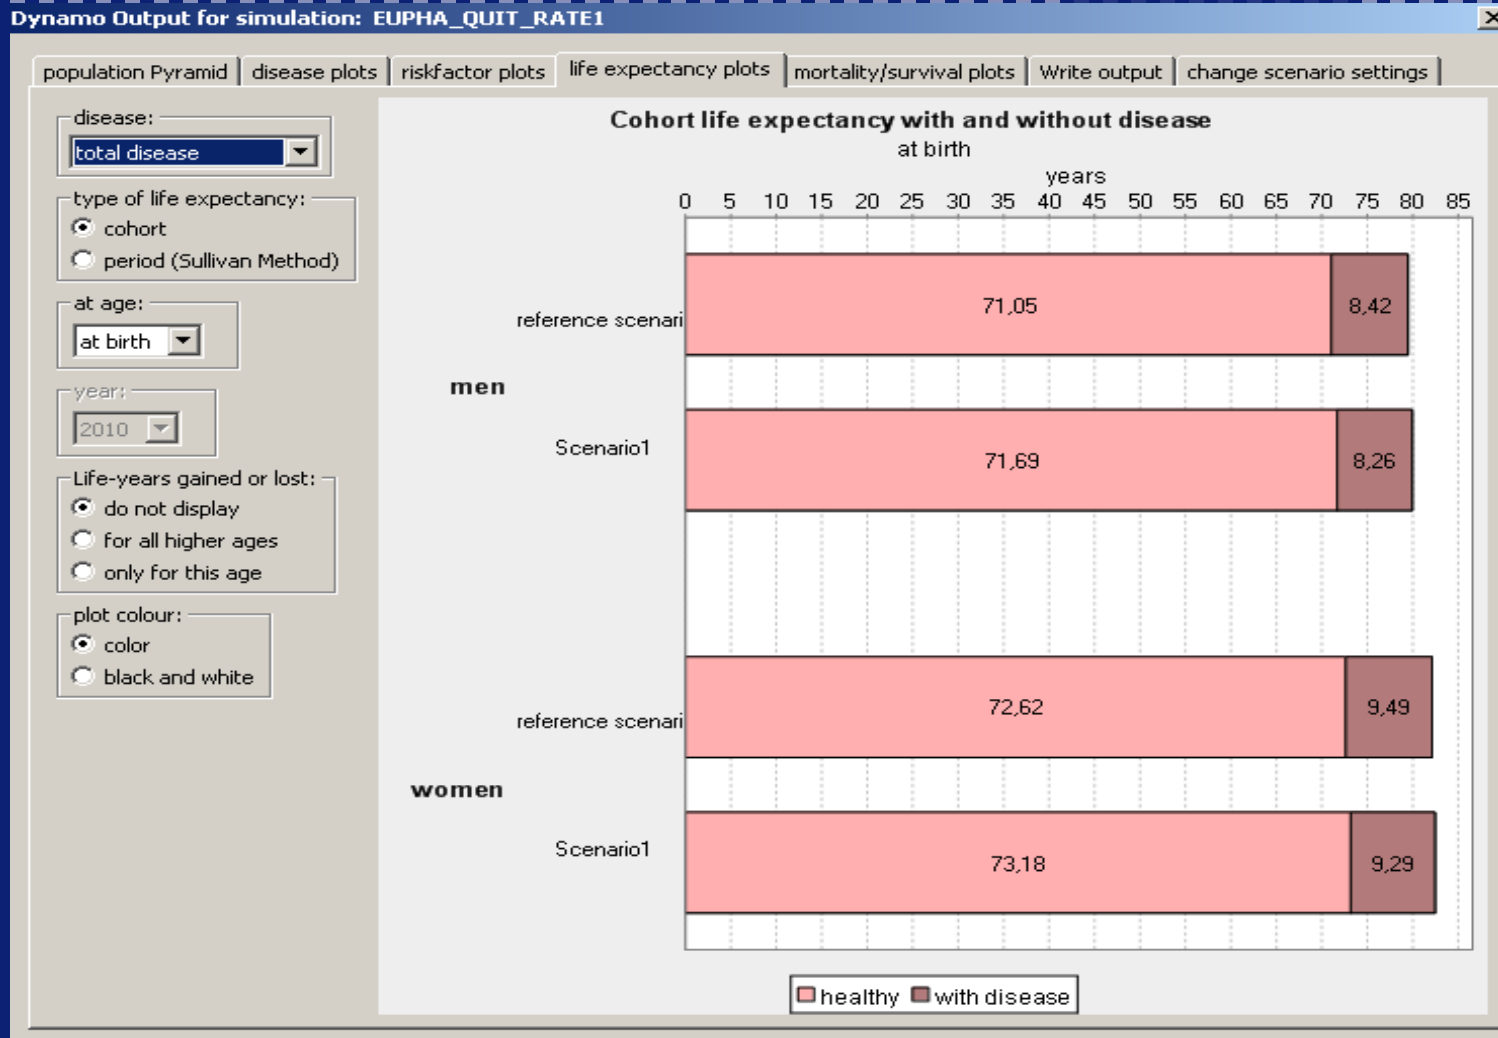 Dynamo Output for simulation: EUPHA_QUIT_RATE1
population Pyramid disease plots riskfactor plots life expectancy plots mortality/survival plots Write output change scenario settings
disease:
total disease
type of life expectancy:
cohort
period (Sullivan Method)
at age:
at birth
year:
2010
Life-years gained or lost:
do not display
for all higher ages
only for this age
plot colour:
color
black and white
Cohort life expectancy with and without disease
at birth
years
0 5 10 15 20 25 30 35 40 45 50 55 60 65 70 75 80 85
reference scenari 71,05 8,42
men
Scenario1 71,69 8,26
reference scenari 72,62 9,49
women
Scenario1 73,18 9,29
healthy with disease